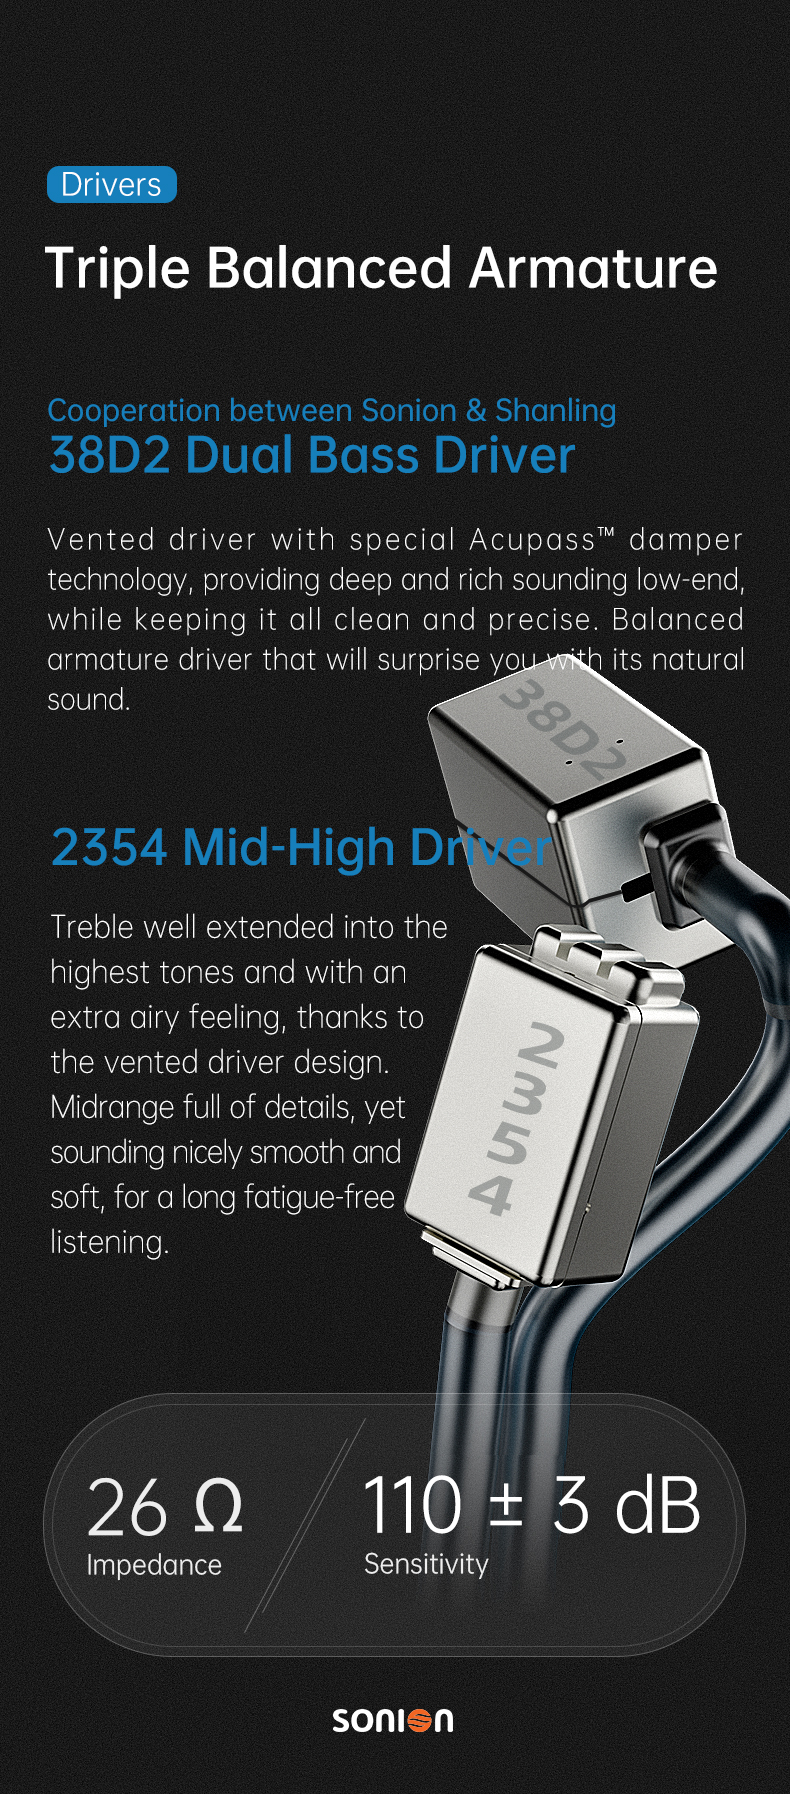 Drivers
Triple Balanced Armature
Cooperation between Sonion & Shanling
38D2 Dual Bass Driver
Vented driver with special Acupass™ damper
technology, providing deep and rich sounding low-end,
while keeping it all clean and precise. Balanced
armature driver that will surprise you with its natural
sound.
38D2
2354 Mid-High Driver
Treble well extended into the
highest tones and with an
extra airy feeling, thanks to
the vented driver design.
Midrange full of details, yet
sounding nicely smooth and
soft, for a long fatigue-free
listening.
2354
26 Ω
Impedance
110 ± 3 dB
Sensitivity
sonion